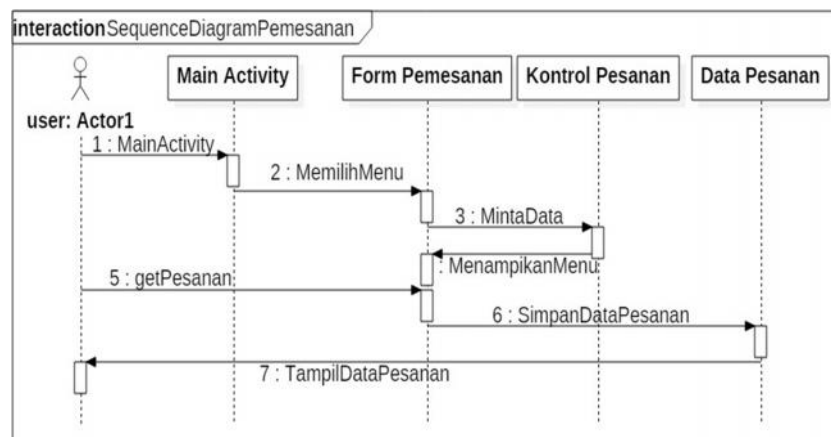 interaction SequenceDiagramPemesanan
Main Activity
Form Pemesanan
Kontrol Pesanan
Data Pesanan
user: Actor1
1 : MainActivity
2 : MemilihMenu
3 : MintaData
: MenampikanMenu
5 : getPesanan
6 : SimpanDataPesanan
7 : TampilDataPesanan